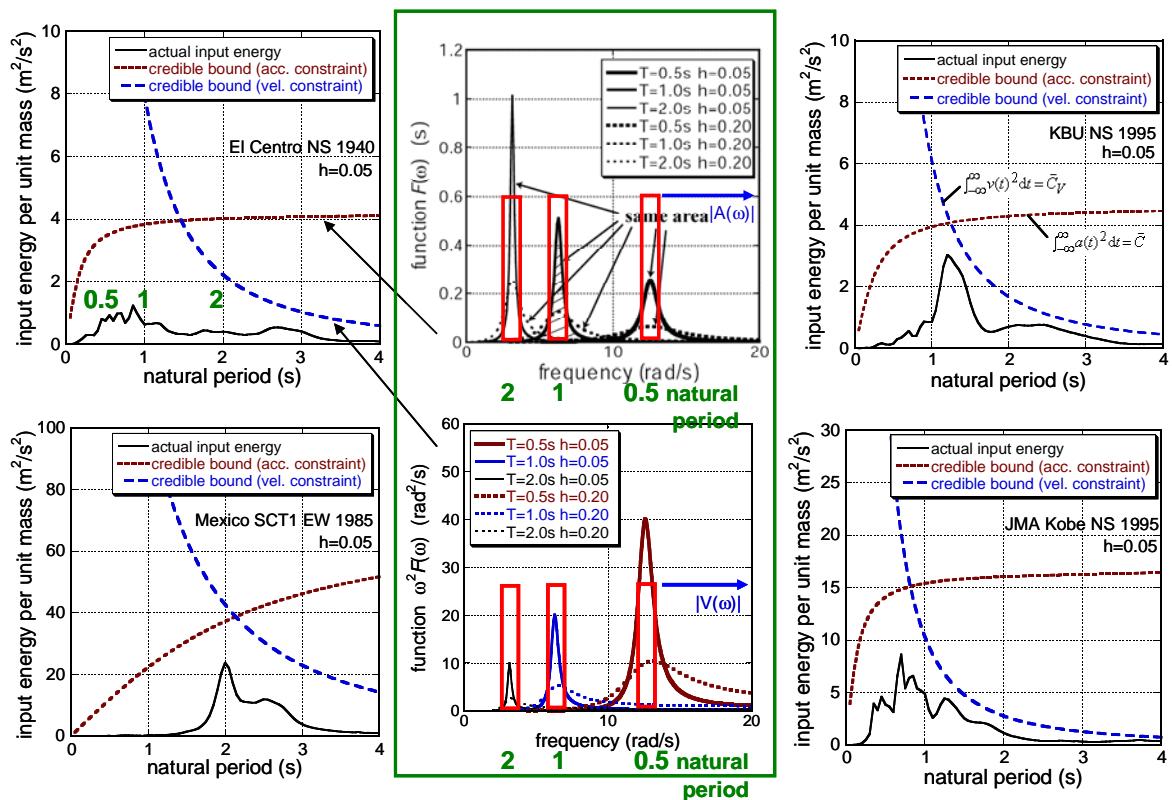 input energy per unit mass (m²/s²)
10
8
6
4
2
0
actual input energy
credible bound (acc. constraint)
credible bound (vel. constraint)
El Centro NS 1940
h=0.05
0.5 1 2
0 1 2 3 4
natural period (s)
function F(ω) (s)
1.2
1
0.8
0.6
0.4
0.2
0
T=0.5s h=0.05
T=1.0s h=0.05
T=2.0s h=0.05
T=0.5s h=0.20
T=1.0s h=0.20
T=2.0s h=0.20
same area
|A(ω)|
0 10 20
frequency (rad/s)
2 1 0.5 natural
period
input energy per unit mass (m²/s²)
10
8
6
4
2
0
actual input energy
credible bound (acc. constraint)
credible bound (vel. constraint)
KBU NS 1995
h=0.05
∫_{-∞}^{∞} v(t)² dt = C̄_V
∫_{-∞}^{∞} a(t)² dt = C̄
0 1 2 3 4
natural period (s)
input energy per unit mass (m²/s²)
100
80
60
40
20
0
actual input energy
credible bound (acc. constraint)
credible bound (vel. constraint)
Mexico SCT1 EW 1985
h=0.05
0 1 2 3 4
natural period (s)
function ω²F(ω) (rad²/s)
60
50
40
30
20
10
0
T=0.5s h=0.05
T=1.0s h=0.05
T=2.0s h=0.05
T=0.5s h=0.20
T=1.0s h=0.20
T=2.0s h=0.20
|V(ω)|
0 10 20
frequency (rad/s)
2 1 0.5 natural
period
input energy per unit mass (m²/s²)
30
25
20
15
10
5
0
actual input energy
credible bound (acc. constraint)
credible bound (vel. constraint)
JMA Kobe NS 1995
h=0.05
0 1 2 3 4
natural period (s)